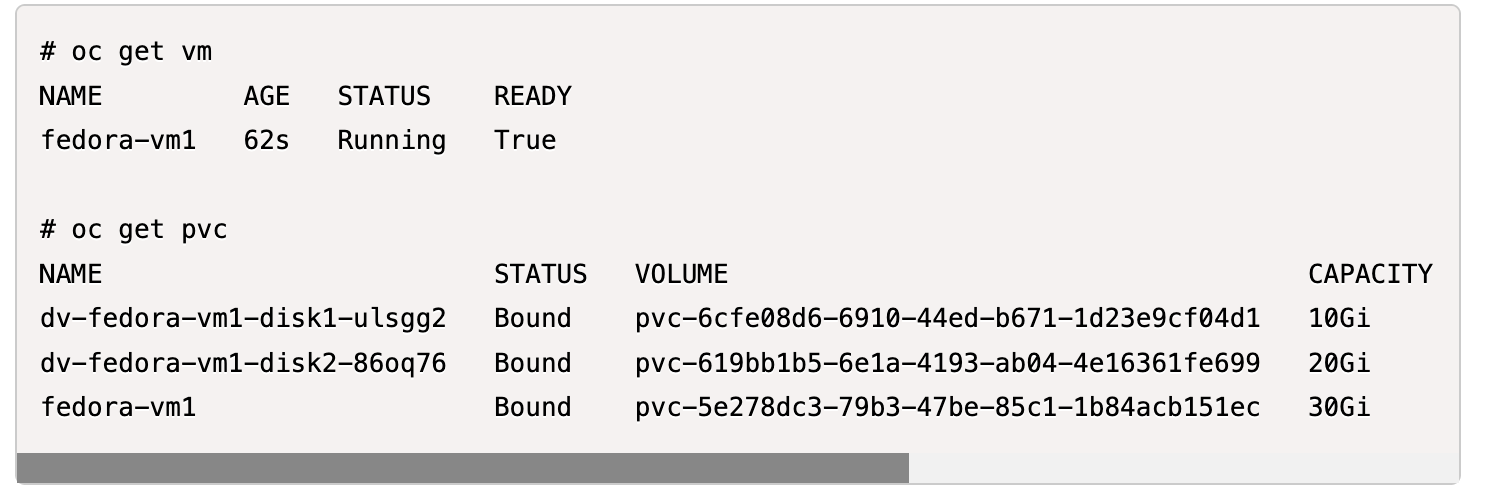 # oc get vm
NAME         AGE   STATUS    READY
fedora-vm1   62s   Running   True
# oc get pvc
NAME                         STATUS   VOLUME                                     CAPACITY
dv-fedora-vm1-disk1-ulsgg2   Bound    pvc-6cfe08d6-6910-44ed-b671-1d23e9cf04d1   10Gi
dv-fedora-vm1-disk2-86oq76   Bound    pvc-619bb1b5-6e1a-4193-ab04-4e16361fe699   20Gi
fedora-vm1                   Bound    pvc-5e278dc3-79b3-47be-85c1-1b84acb151ec   30Gi